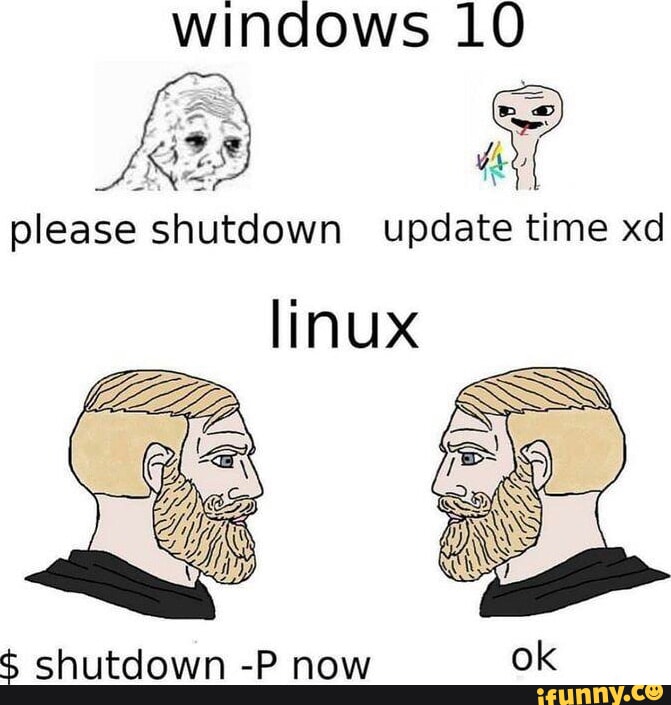 windows 10
please shutdown update time xd
linux
$ shutdown -P now ok
ifunny.co